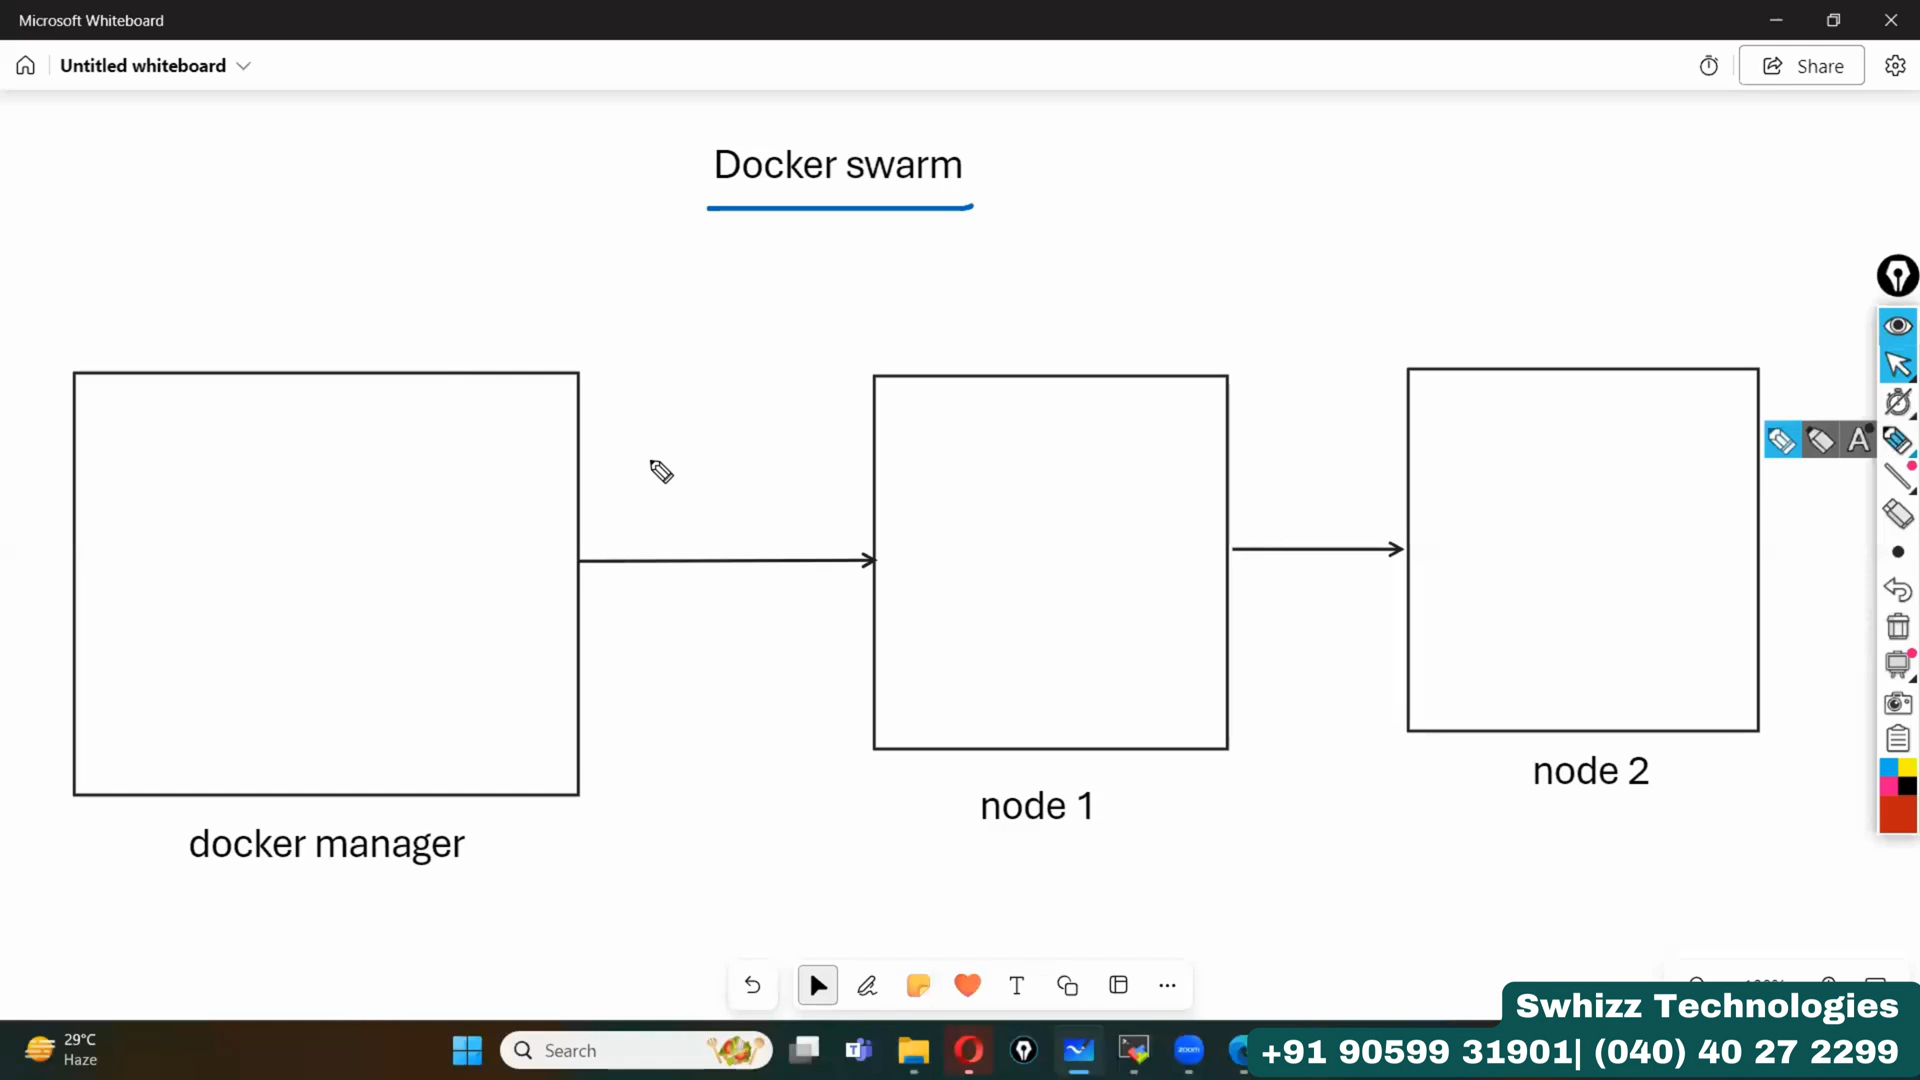 Microsoft Whiteboard
Untitled whiteboard
Share
Docker swarm
A
docker manager
node 1
node 2
T
29°C
Haze
Search
zoom
Swhizz Technologies
+91 90599 31901| (040) 40 27 2299